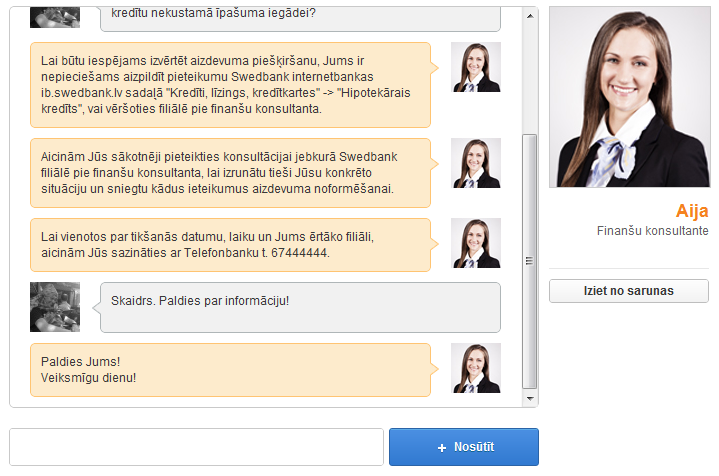 kredītu nekustamā īpašuma iegādei?
Lai būtu iespējams izvērtēt aizdevuma piešķiršanu, Jums ir
nepieciešams aizpildīt pieteikumu Swedbank internetbankas
ib.swedbank.lv sadaļā "Kredīti, līzings, kredītkartes" -> "Hipotekārais
kredīts", vai vēršoties filiālē pie finanšu konsultanta.
Aicinām Jūs sākotnēji pieteikties konsultācijai jebkurā Swedbank
filiālē pie finanšu konsultanta, lai izrunātu tieši Jūsu konkrēto
situāciju un sniegtu kādus ieteikumus aizdevuma noformēšanai.
Lai vienotos par tikšanās datumu, laiku un Jums ērtāko filiāli,
aicinām Jūs sazināties ar Telefonbanku t. 67444444.
Skaidrs. Paldies par informāciju!
Paldies Jums!
Veiksmīgu dienu!
Aija
Finanšu konsultante
Iziet no sarunas
+ Nosūtīt